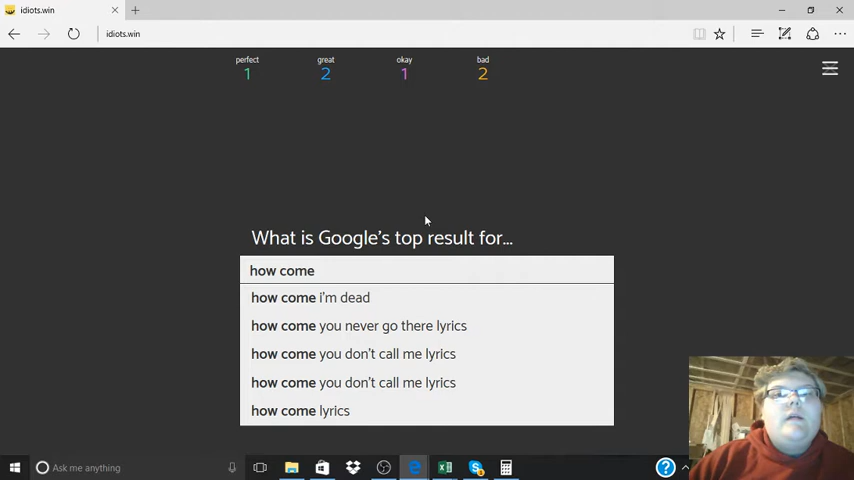 idiots.win
idiots.win
perfect great okay bad
1 2 1 2
What is Google's top result for...
how come
how come i'm dead
how come you never go there lyrics
how come you don't call me lyrics
how come you don't call me lyrics
how come lyrics
Ask me anything